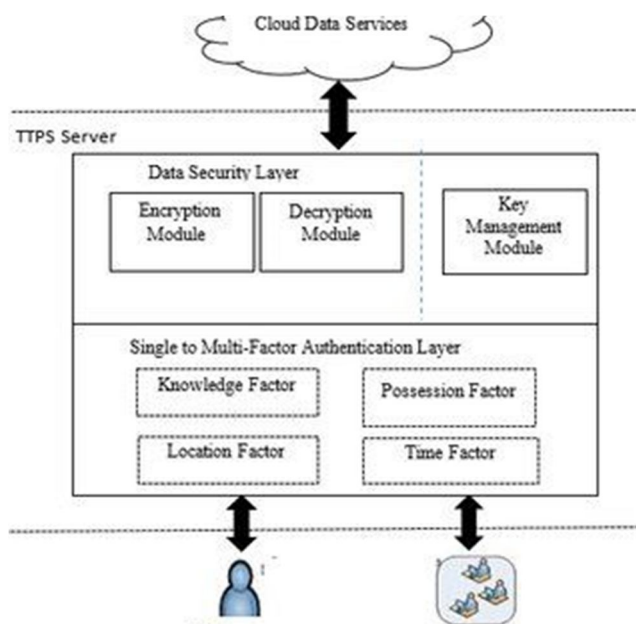 Cloud Data Services
TTPS Server
Data Security Layer
Encryption
Module
Decryption
Module
Key
Management
Module
Single to Multi-Factor Authentication Layer
Knowledge Factor
Possession Factor
Location Factor
Time Factor